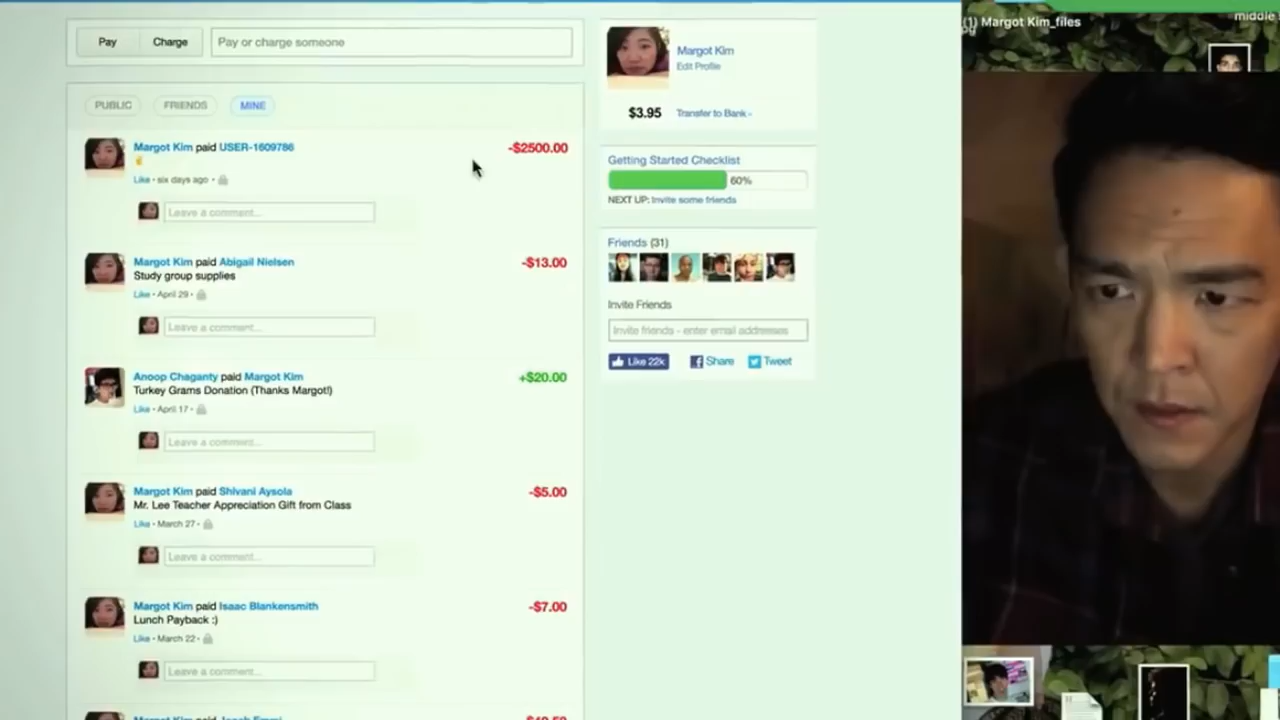 Pay Charge Pay or charge someone
PUBLIC FRIENDS MINE
Margot Kim paid USER-1609786 -$2500.00
Like • six days ago •
Leave a comment...
Margot Kim paid Abigail Nielsen -$13.00
Study group supplies
Like • April 29 •
Leave a comment...
Anoop Chaganty paid Margot Kim +$20.00
Turkey Grams Donation (Thanks Margot!)
Like • April 17 •
Leave a comment...
Margot Kim paid Shivani Aysola -$5.00
Mr. Lee Teacher Appreciation Gift from Class
Like • March 27 •
Leave a comment...
Margot Kim paid Isaac Blankensmith -$7.00
Lunch Payback :)
Like • March 22 •
Leave a comment...
Margot Kim paid
Margot Kim
Edit Profile
$3.95 Transfer to Bank -
Getting Started Checklist
60%
NEXT UP: Invite some friends
Friends (31)
Invite Friends
Invite friends - enter email addresses
Like 22k Share Tweet
(1) Margot Kim_files
middle